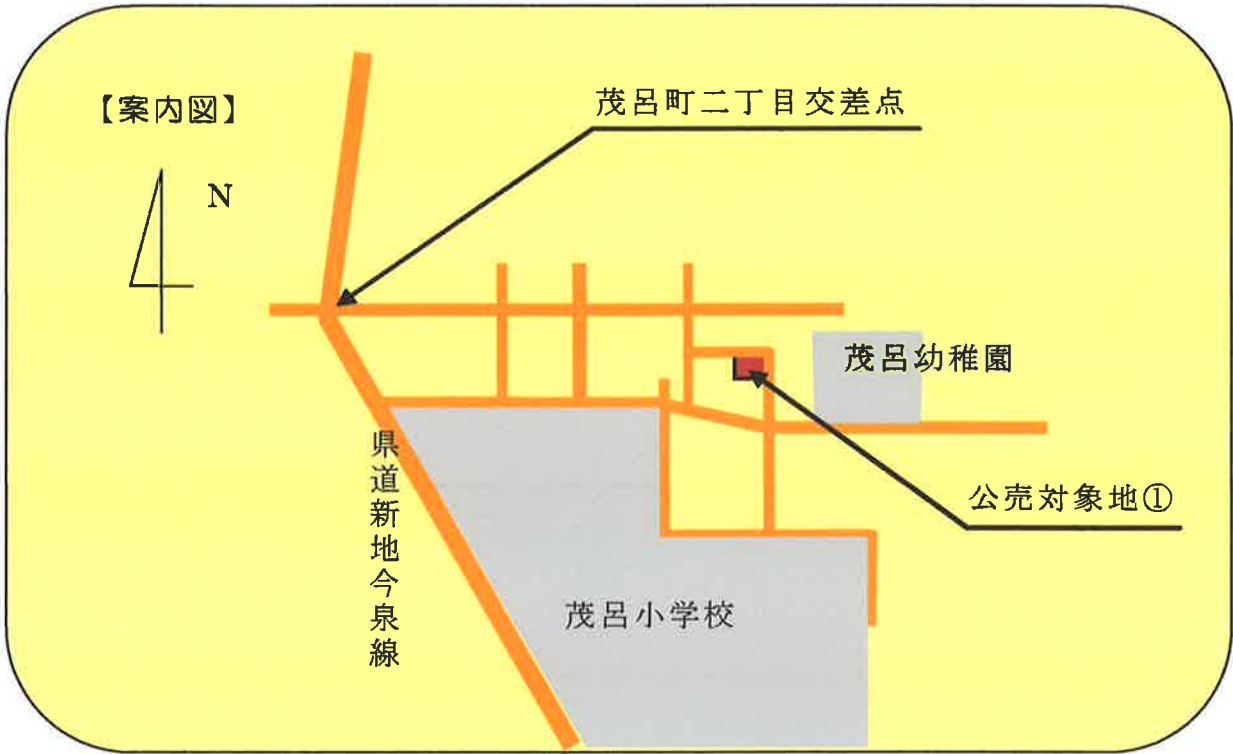 【案内図】
N
茂呂町二丁目交差点
茂呂幼稚園
県道新地今泉線
公売対象地①
茂呂小学校